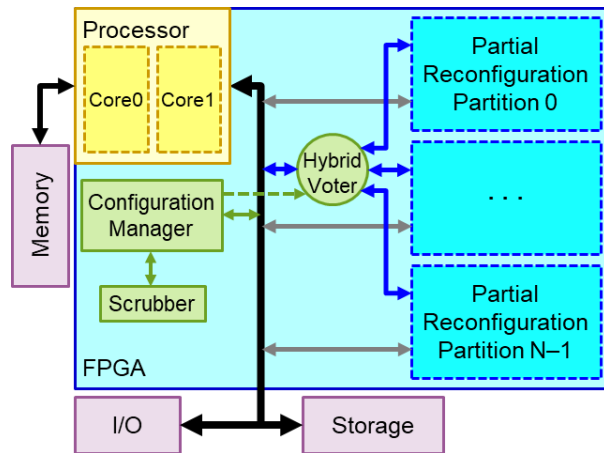 Processor
Core0
Core1
Memory
Configuration
Manager
Scrubber
FPGA
Hybrid
Voter
Partial
Reconfiguration
Partition 0
. . .
Partial
Reconfiguration
Partition N–1
I/O
Storage